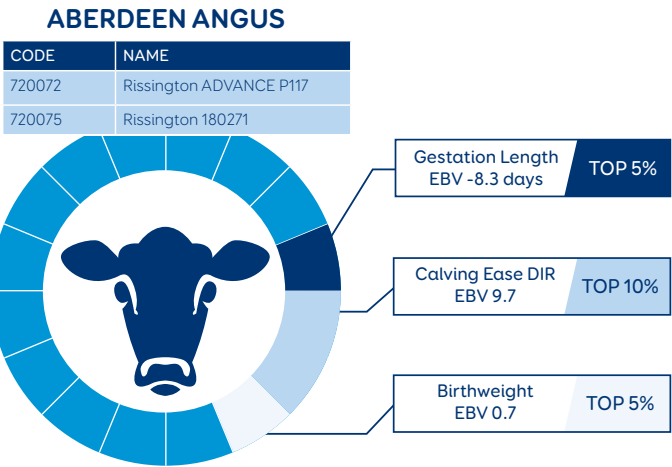 ABERDEEN ANGUS
CODE NAME
720072 Rissington ADVANCE P117
720075 Rissington 180271
Gestation Length
EBV -8.3 days
TOP 5%
Calving Ease DIR
EBV 9.7
TOP 10%
Birthweight
EBV 0.7
TOP 5%